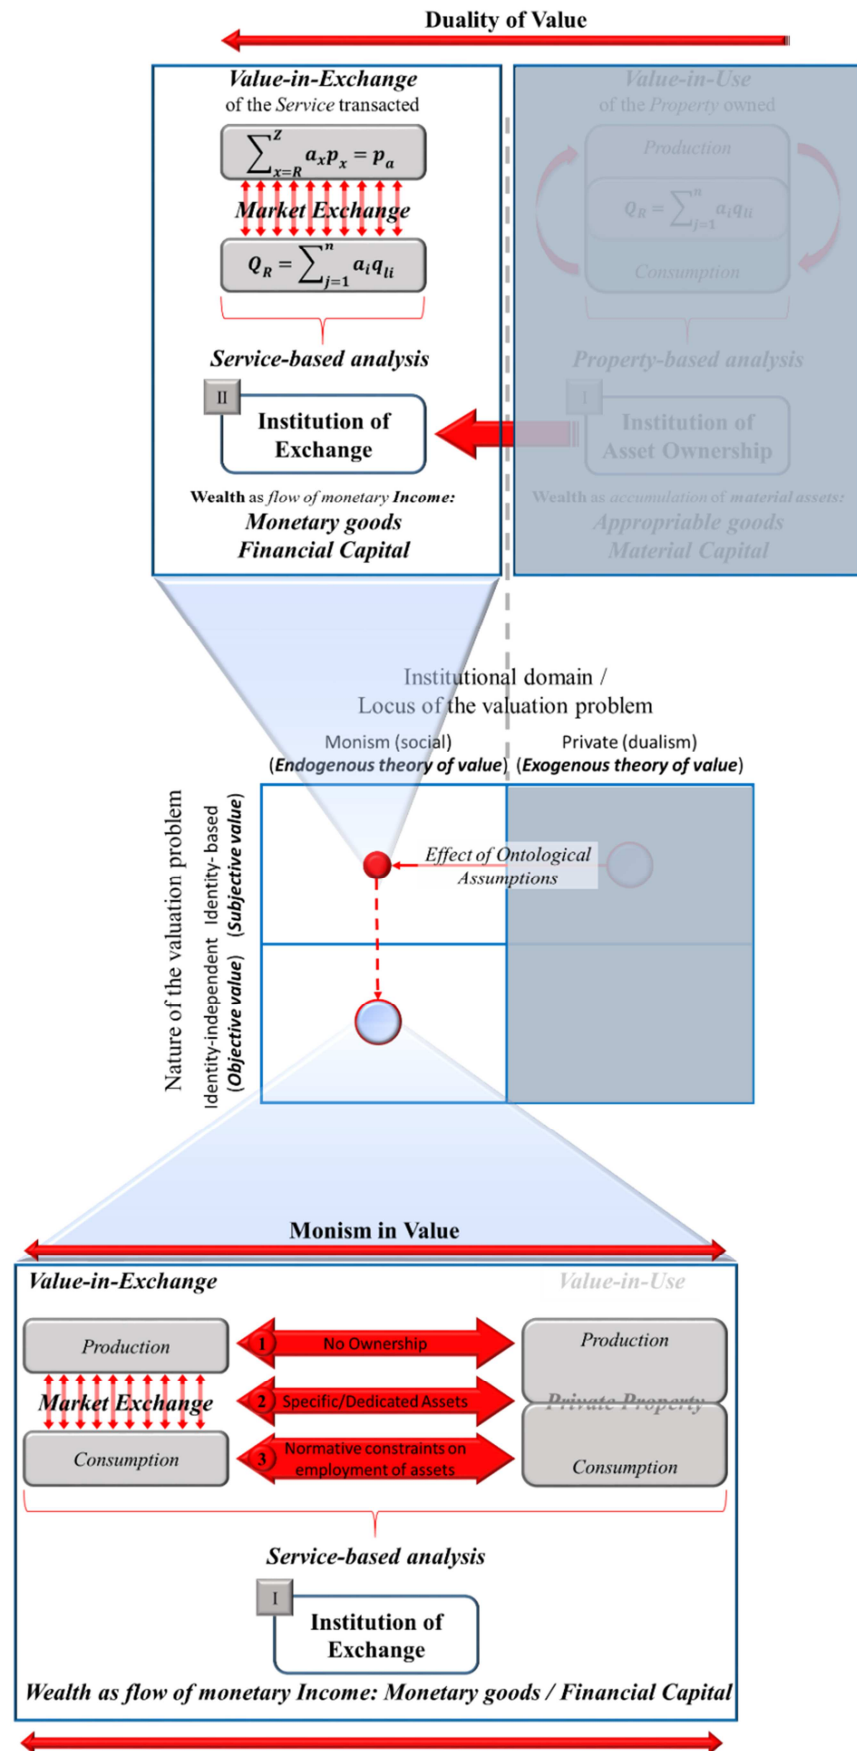 Duality of Value
Value-in-Exchange
of the Service transacted
∑_{x=R}^{Z} a_x p_x = p_a
Market Exchange
Q_R = ∑_{j=1}^{n} a_i q_{li}
Service-based analysis
II
Institution of
Exchange
Wealth as flow of monetary Income:
Monetary goods
Financial Capital
Value-in-Use
of the Property owned
Production
Q_R = ∑_{j=1}^{n} a_i q_{li}
Consumption
Property-based analysis
I
Institution of
Asset Ownership
Wealth as accumulation of material assets:
Appropriable goods
Material Capital
Institutional domain /
Locus of the valuation problem
Monism (social)
(Endogenous theory of value)
Private (dualism)
(Exogenous theory of value)
Nature of the valuation problem
Identity-independent Identity- based
(Objective value) (Subjective value)
Effect of Ontological
Assumptions
Monism in Value
Value-in-Exchange
Value-in-Use
Production
1 No Ownership
Production
Market Exchange
2 Specific/Dedicated Assets
Private Property
Consumption
3 Normative constraints on
employment of assets
Consumption
Service-based analysis
I
Institution of
Exchange
Wealth as flow of monetary Income: Monetary goods / Financial Capital